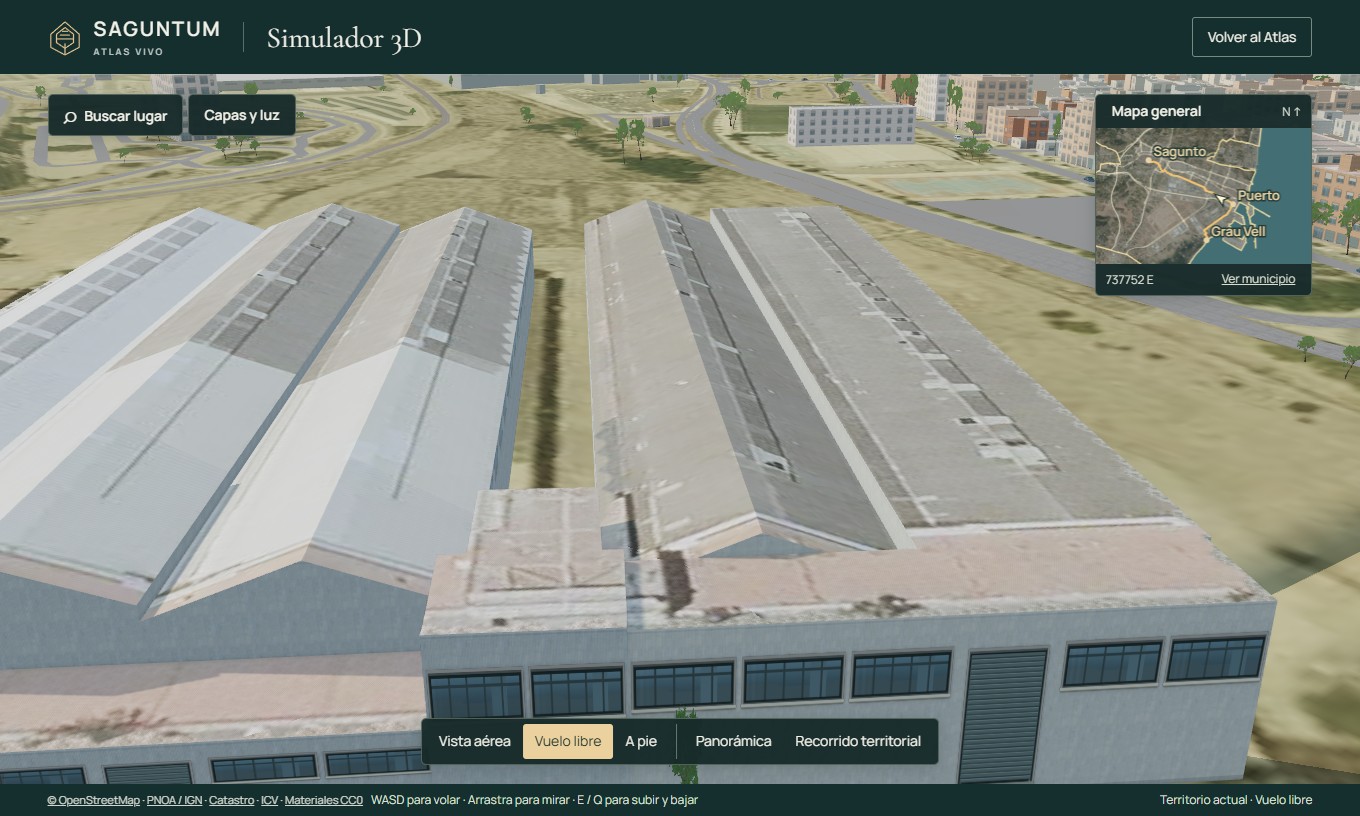 SAGUNTUM
ATLAS VIVO
Simulador 3D
Volver al Atlas
Buscar lugar
Capas y luz
Mapa general
N ↑
Sagunto
Puerto
Grau Vell
737752 E
Ver municipio
Vista aérea
Vuelo libre
A pie
Panorámica
Recorrido territorial
© OpenStreetMap · PNOA / IGN · Catastro · ICV · Materiales CC0 WASD para volar · Arrastra para mirar · E / Q para subir y bajar
Territorio actual · Vuelo libre